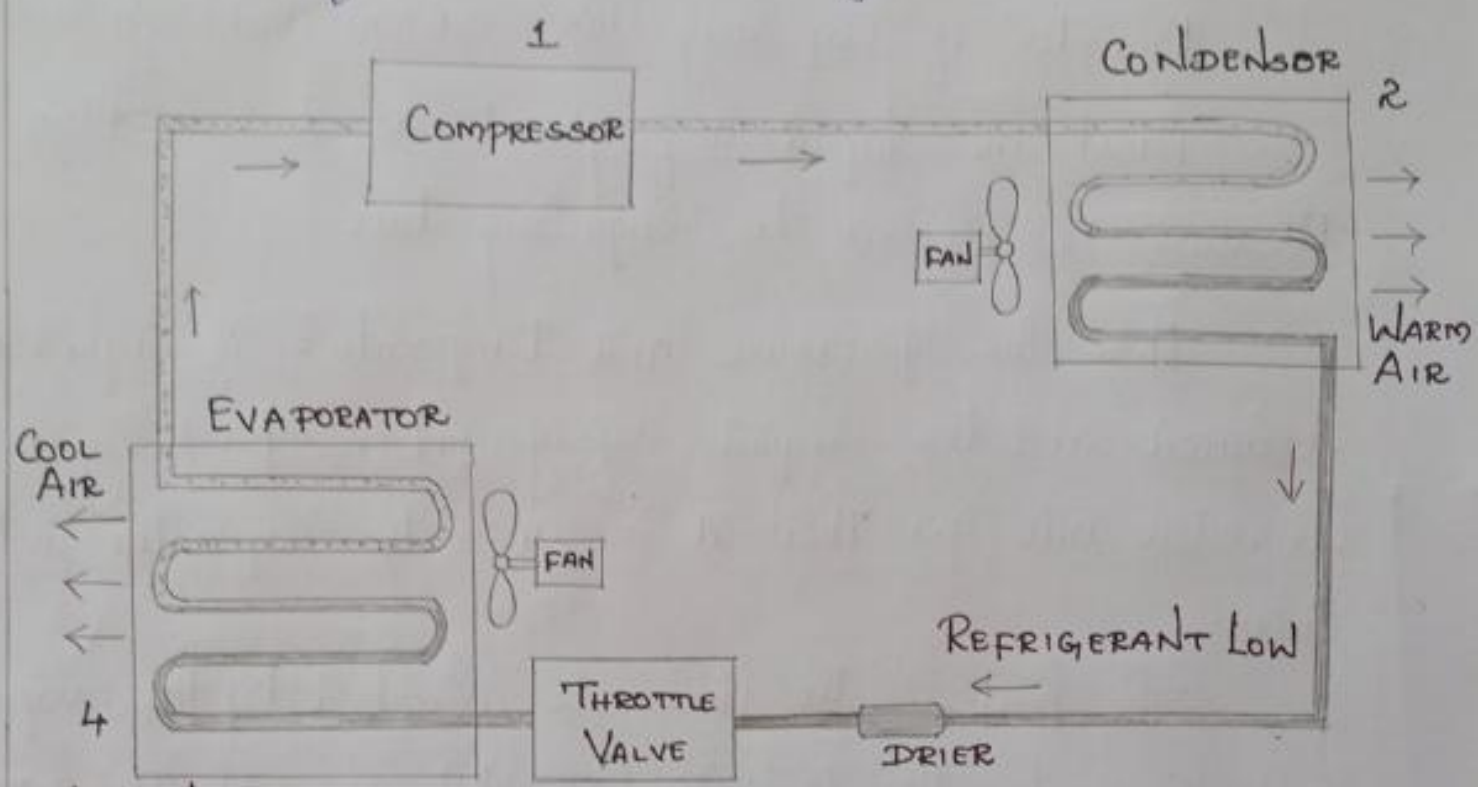 1
COMPRESSOR
CONDENSOR
2
FAN
WARM
AIR
EVAPORATOR
COOL
AIR
FAN
REFRIGERANT LOW
4
THROTTLE
VALVE
DRIER